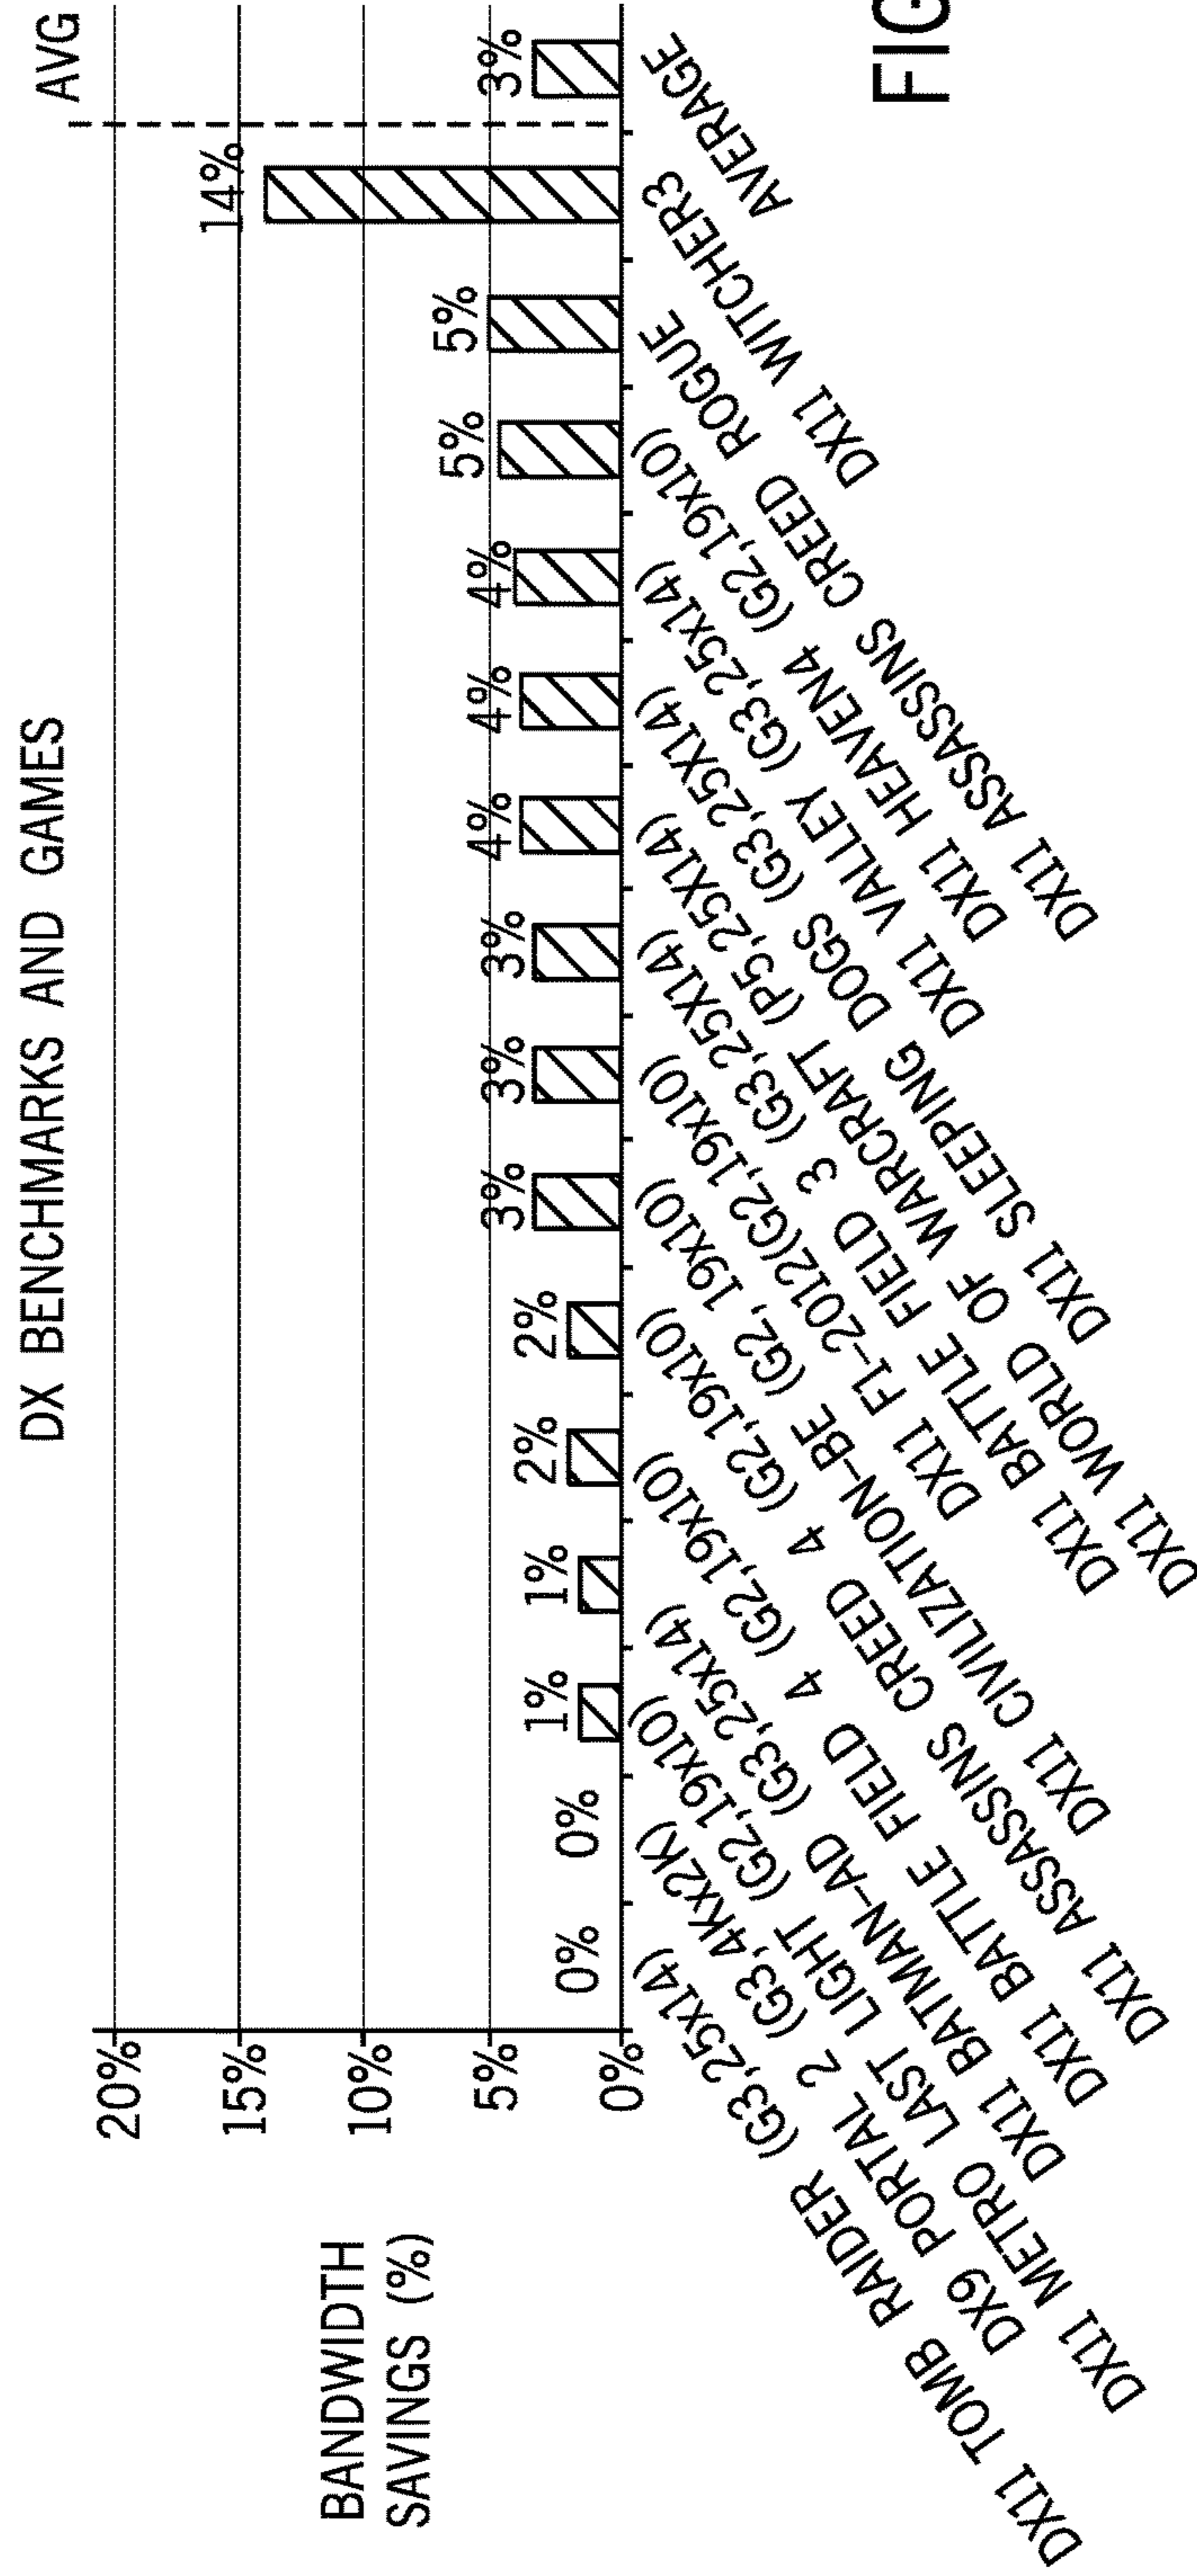 DX BENCHMARKS AND GAMES
AVG
BANDWIDTH
SAVINGS (%)
20%
15%
10%
5%
0%
0%
0%
1%
1%
2%
2%
3%
3%
3%
4%
4%
4%
5%
5%
14%
3%
DX11 TOMB RAIDER (G3,25x14)
DX9 PORTAL 2 (G3,4Kx2K)
DX11 METRO LAST LIGHT (G2,19x10)
DX11 BATMAN-AD (G3,25x14)
DX11 BATTLE FIELD 4 (G2,19x10)
DX11 ASSASSINS CREED 4 (G2,19x10)
DX11 CIVILIZATION-BE (G2, 19x10)
DX11 F1-2012(G2,19x10)
DX11 BATTLE FIELD 3 (G3,25X14)
DX11 WORLD OF WARCRAFT (P5,25X14)
DX11 SLEEPING DOGS (G3,25X14)
DX11 VALLEY (G3,25x14)
DX11 HEAVEN4 (G2,19x10)
DX11 ASSASSINS CREED ROGUE
DX11 WITCHER3
AVERAGE
FIG